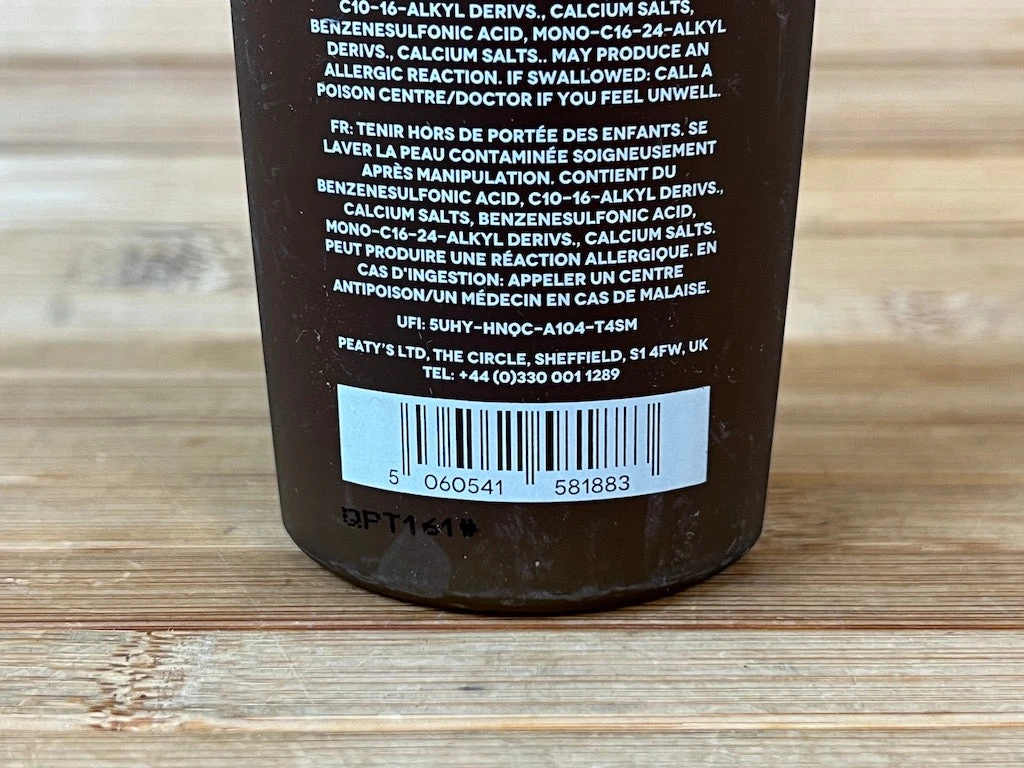 C10-16-ALKYL DERIVS., CALCIUM SALTS,
BENZENESULFONIC ACID, MONO-C16-24-ALKYL
DERIVS., CALCIUM SALTS.. MAY PRODUCE AN
ALLERGIC REACTION. IF SWALLOWED: CALL A
POISON CENTRE/DOCTOR IF YOU FEEL UNWELL.
FR: TENIR HORS DE PORTÉE DES ENFANTS. SE
LAVER LA PEAU CONTAMINÉE SOIGNEUSEMENT
APRÈS MANIPULATION. CONTIENT DU
BENZENESULFONIC ACID, C10-16-ALKYL DERIVS.,
CALCIUM SALTS, BENZENESULFONIC ACID,
MONO-C16-24-ALKYL DERIVS., CALCIUM SALTS.
PEUT PRODUIRE UNE RÉACTION ALLERGIQUE. EN
CAS D'INGESTION: APPELER UN CENTRE
ANTIPOISON/UN MÉDECIN EN CAS DE MALAISE.
UFI: 5UHY-HNQC-A104-T4SM
PEATY'S LTD, THE CIRCLE, SHEFFIELD, S1 4FW, UK
TEL: +44 (0)330 001 1289
5 060541 581883
QPT161#